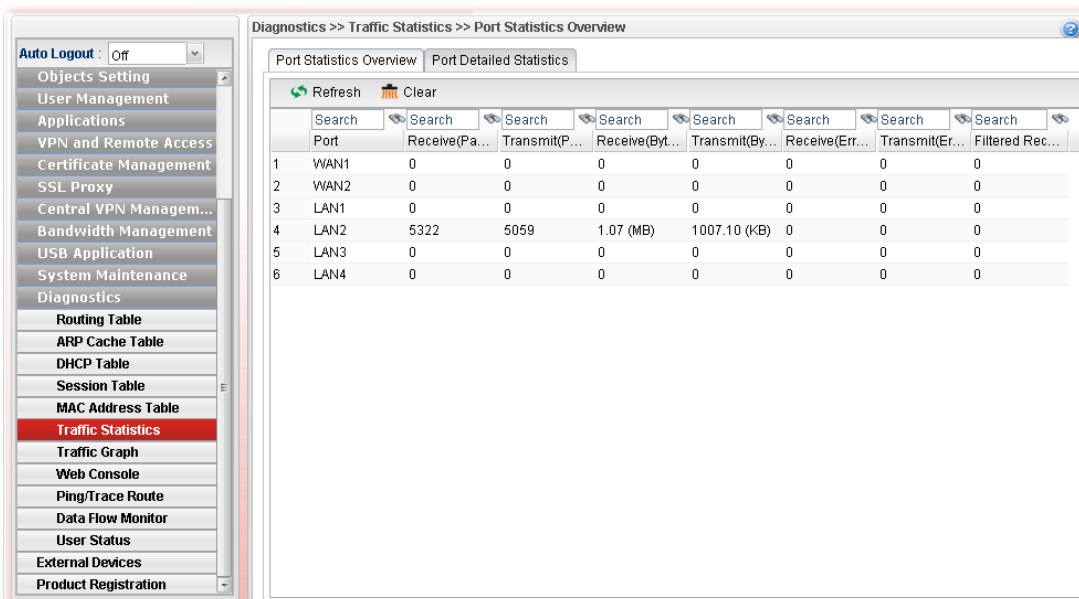 Diagnostics >> Traffic Statistics >> Port Statistics Overview
Auto Logout : Off
Objects Setting
User Management
Applications
VPN and Remote Access
Certificate Management
SSL Proxy
Central VPN Managem...
Bandwidth Management
USB Application
System Maintenance
Diagnostics
Routing Table
ARP Cache Table
DHCP Table
Session Table
MAC Address Table
Traffic Statistics
Traffic Graph
Web Console
Ping/Trace Route
Data Flow Monitor
User Status
External Devices
Product Registration
Port Statistics Overview Port Detailed Statistics
Refresh Clear
Search Search Search Search Search Search Search Search
Port Receive(Pa... Transmit(P... Receive(Byt... Transmit(By... Receive(Err... Transmit(Er... Filtered Rec...
1 WAN1 0 0 0 0 0 0 0
2 WAN2 0 0 0 0 0 0 0
3 LAN1 0 0 0 0 0 0 0
4 LAN2 5322 5059 1.07 (MB) 1007.10 (KB) 0 0 0
5 LAN3 0 0 0 0 0 0 0
6 LAN4 0 0 0 0 0 0 0